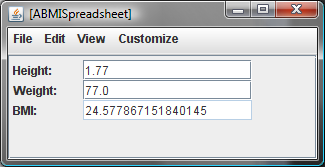 [ABMISpreadsheet]
File Edit View Customize
Height: 1.77
Weight: 77.0
BMI: 24.577867151840145